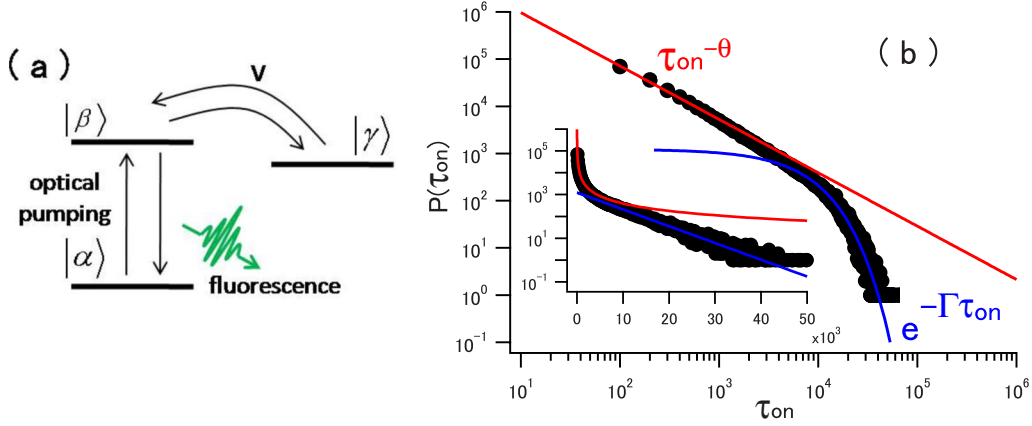 ( a )
v
|β⟩
|γ⟩
optical
pumping
|α⟩
fluorescence
( b )
τon^−θ
e^−Γτon
P(τon)
10^6
10^5
10^4
10^3
10^2
10^1
10^0
10^-1
10^1
10^2
10^3
10^4
10^5
10^6
τon
10^5
10^3
10^1
10^-1
0
10
20
30
40
50
x10^3